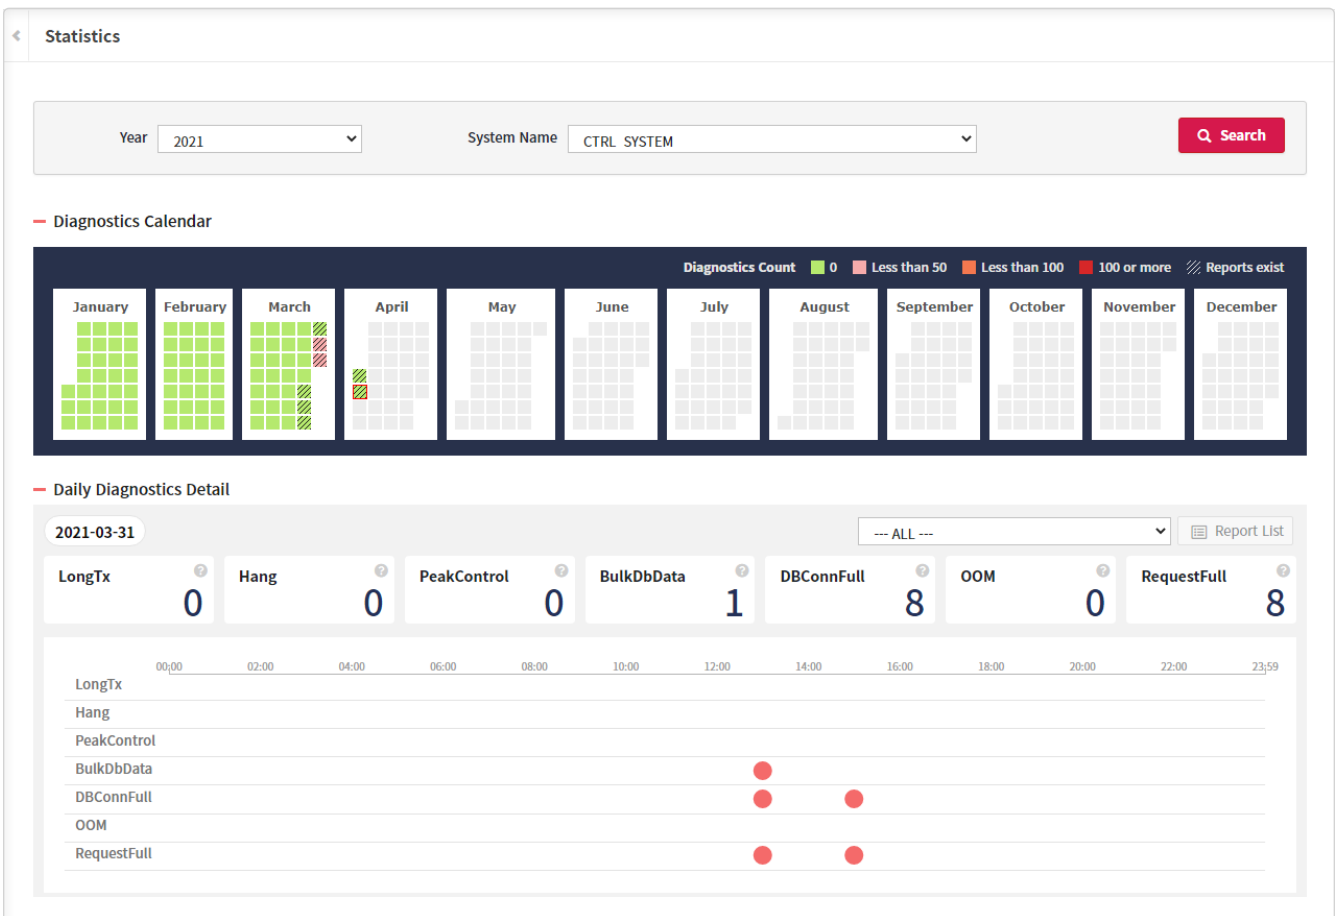 Statistics
Year 2021 System Name CTRL SYSTEM Search
Diagnostics Calendar
Diagnostics Count 0 Less than 50 Less than 100 100 or more Reports exist
January February March April May June July August September October November December
Daily Diagnostics Detail
2021-03-31 --- ALL --- Report List
LongTx ? Hang ? PeakControl ? BulkDbData ? DBConnFull ? OOM ? RequestFull ?
0 0 0 1 8 0 8
00:00 02:00 04:00 06:00 08:00 10:00 12:00 14:00 16:00 18:00 20:00 22:00 23:59
LongTx
Hang
PeakControl
BulkDbData
DBConnFull
OOM
RequestFull